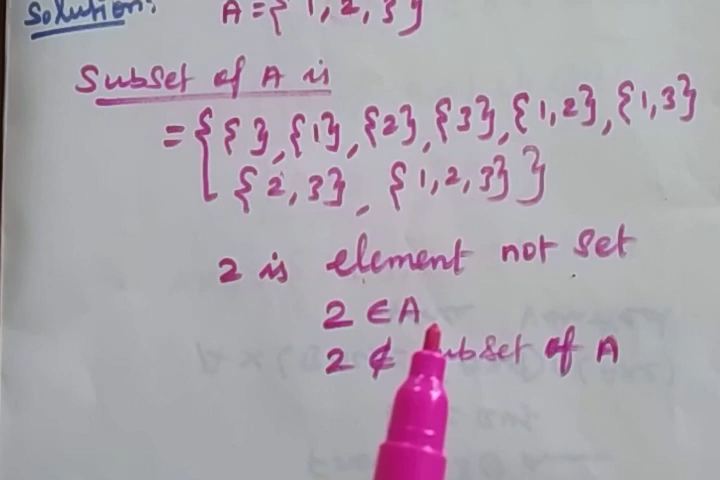 Solution: A = {1, 2, 3}
Subset of A is
= { { }, {1}, {2}, {3}, {1,2}, {1,3}
{2,3}, {1,2,3} }
2 is element not set
2 ∈ A
2 ∉ subset of A